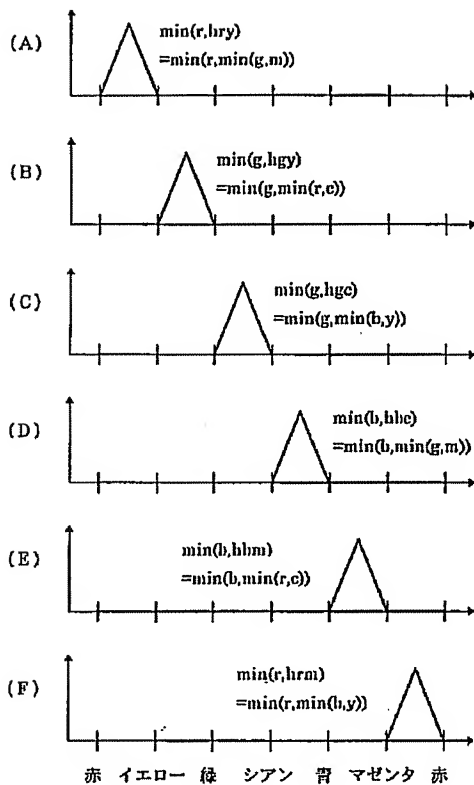 (A)
min(r,hry)
=min(r,min(g,m))
(B)
min(g,hgy)
=min(g,min(r,c))
(C)
min(g,hgc)
=min(g,min(b,y))
(D)
min(b,hbc)
=min(b,min(g,m))
(E)
min(b,hbm)
=min(b,min(r,c))
(F)
min(r,hrm)
=min(r,min(b,y))
赤 イエロー 緑 シアン 青 マゼンタ 赤